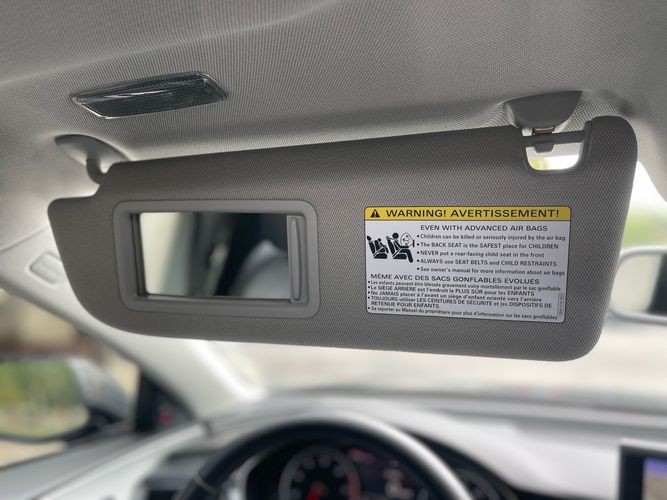 WARNING! AVERTISSEMENT!
EVEN WITH ADVANCED AIR BAGS
• Children can be killed or seriously injured by the air bag
• The BACK SEAT is the SAFEST place for CHILDREN
• NEVER put a rear-facing child seat in the front
• ALWAYS use SEAT BELTS and CHILD RESTRAINTS
• See owner's manual for more information about air bags
MÊME AVEC DES SACS GONFLABLES ÉVOLUÉS
• Les enfants peuvent être blessés gravement voiry mortellement par le sac gonflable
• Le SIEGE ARRIERE est l'endroit le PLUS SÛR pour les ENFANTS
• Ne JAMAIS placer à l'avant un siège d'enfant orienté vers l'arrière
• TOUJOURS utiliser les CEINTURES DE SÉCURITÉ et les DISPOSITIFS DE
RETENUE POUR ENFANTS
• Se reporter au Manuel du propriétaire pour plus d'information sur les sacs gonflables